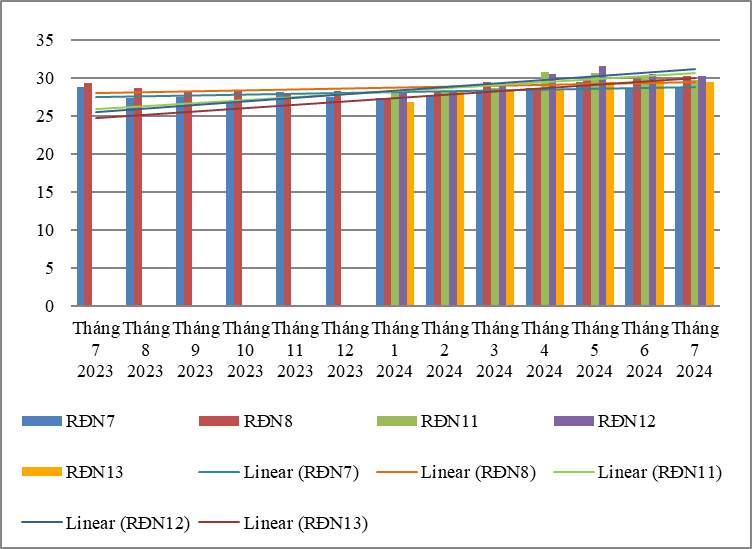 35
30
25
20
15
10
5
0
Tháng Tháng Tháng Tháng Tháng Tháng Tháng Tháng Tháng Tháng Tháng Tháng Tháng
7 8 9 10 11 12 1 2 3 4 5 6 7
2023 2023 2023 2023 2023 2023 2024 2024 2024 2024 2024 2024 2024
RĐN7 RĐN8 RĐN11 RĐN12
RĐN13 Linear (RĐN7) Linear (RĐN8) Linear (RĐN11)
Linear (RĐN12) Linear (RĐN13)